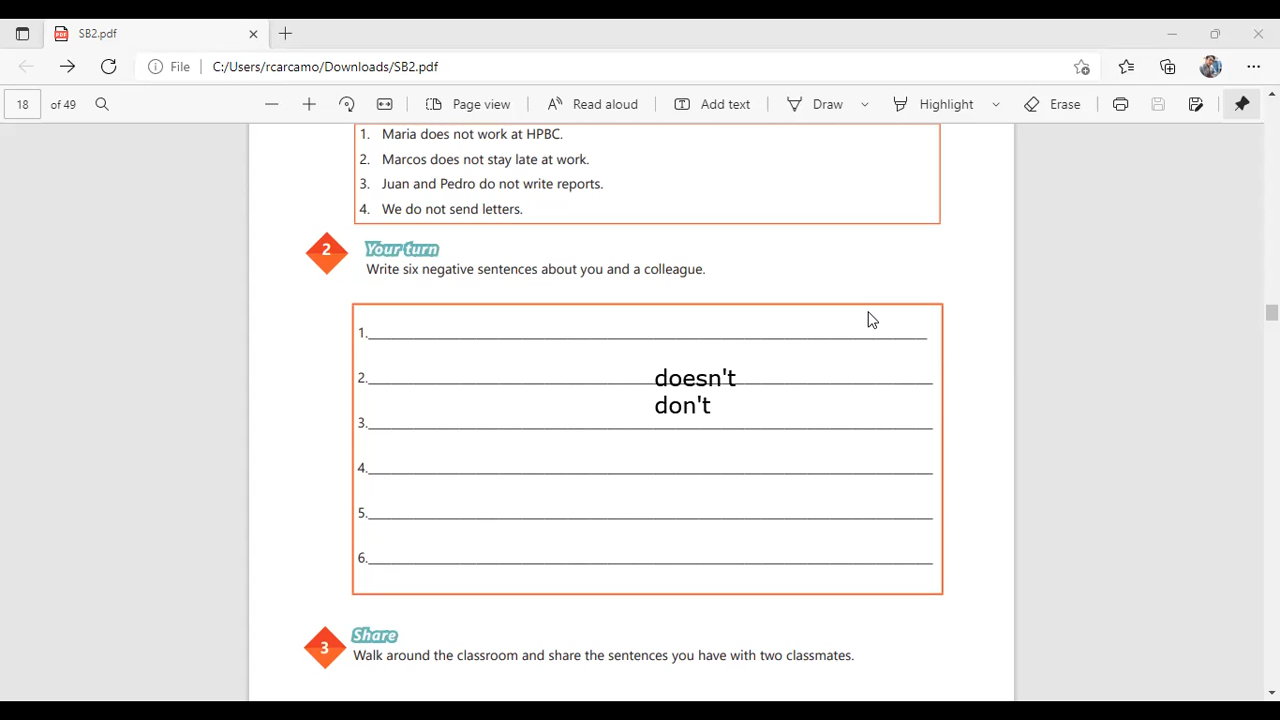 SB2.pdf
File C:/Users/rcarcamo/Downloads/SB2.pdf
18 of 49 Page view Read aloud Add text Draw Highlight Erase
1. Maria does not work at HPBC.
2. Marcos does not stay late at work.
3. Juan and Pedro do not write reports.
4. We do not send letters.
2 Your turn
Write six negative sentences about you and a colleague.
1.
2. doesn't
don't
3.
4.
5.
6.
3 Share
Walk around the classroom and share the sentences you have with two classmates.